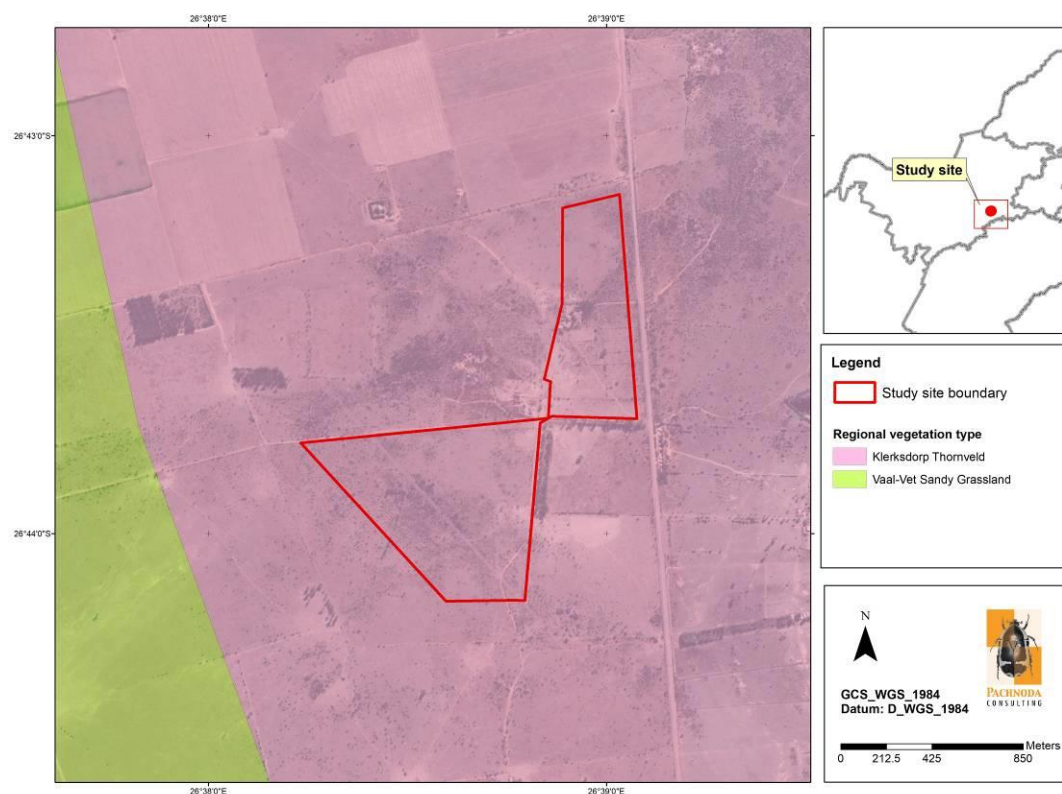 26°38'0"E
26°39'0"E
26°43'0"S
26°44'0"S
26°38'0"E
26°39'0"E
Study site
Legend
Study site boundary
Regional vegetation type
Klerksdorp Thornveld
Vaal-Vet Sandy Grassland
N
GCS_WGS_1984
Datum: D_WGS_1984
PACHNODA
CONSULTING
Meters
0 212.5 425 850